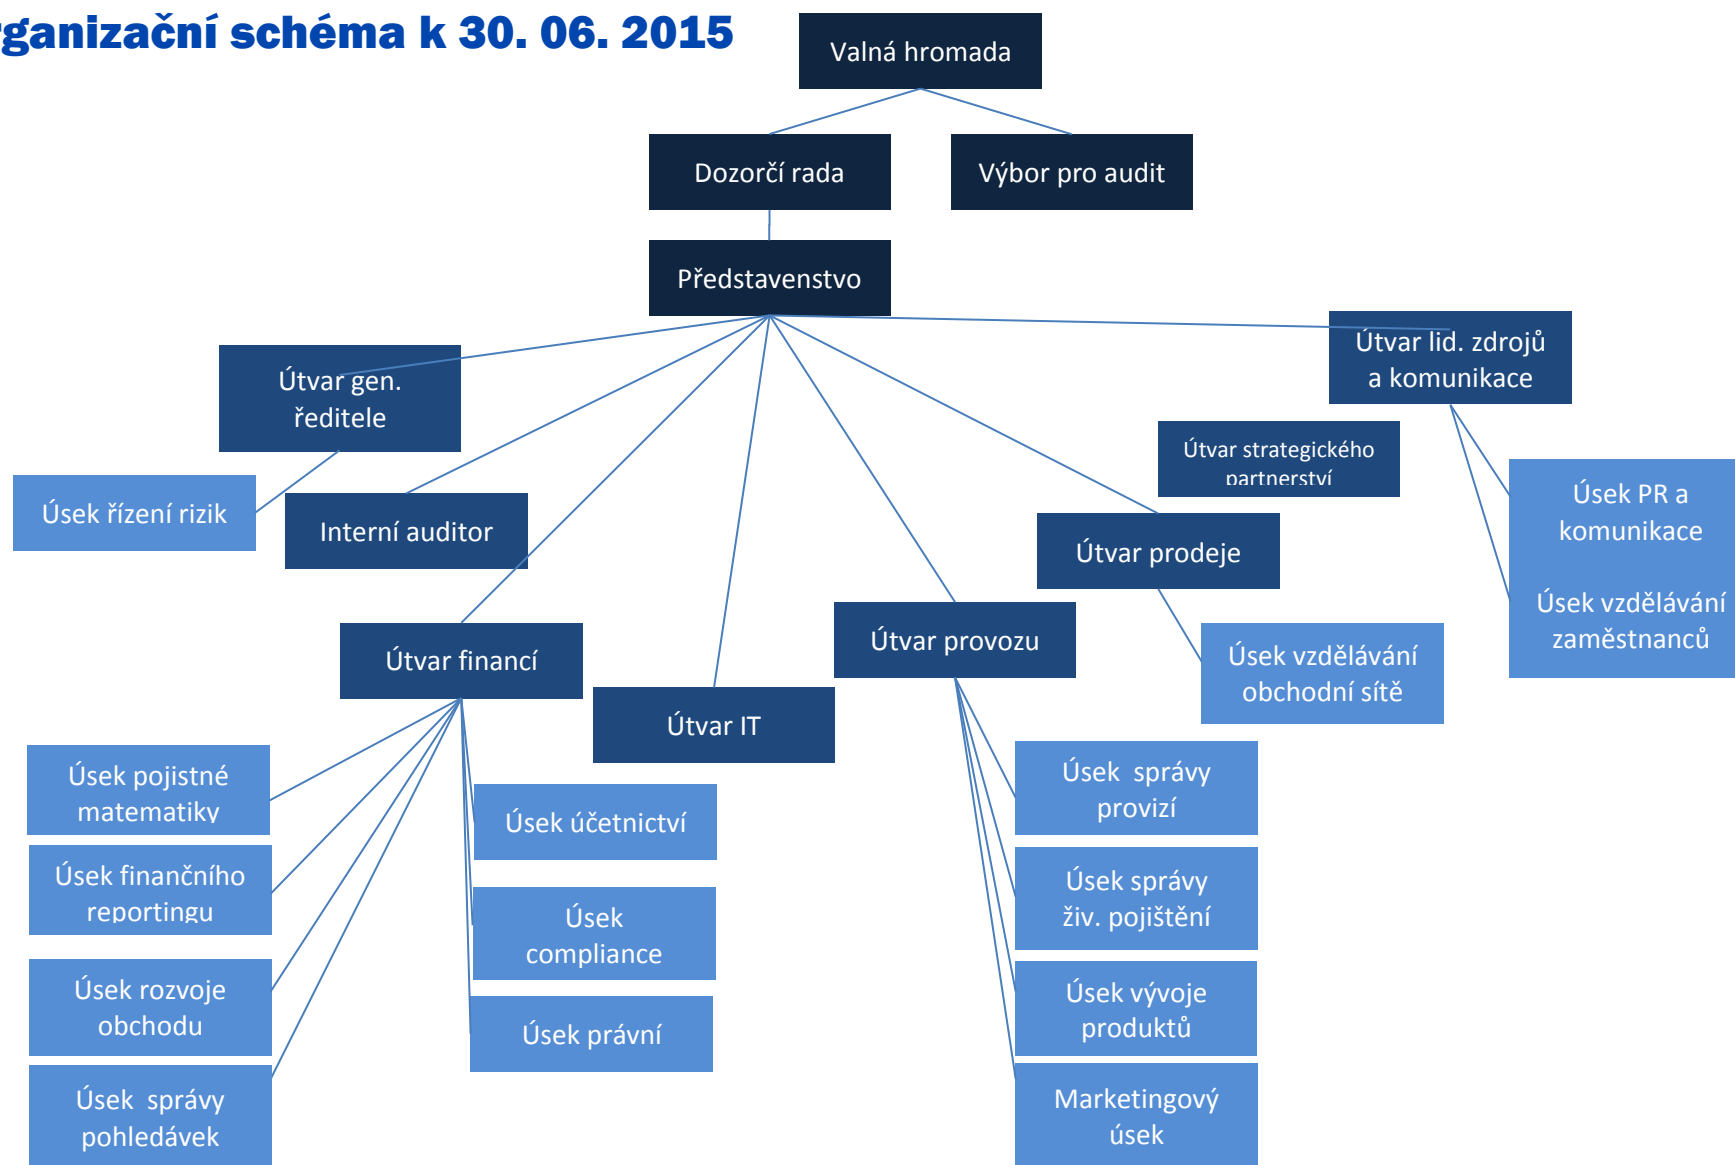 rganizační schéma k 30. 06. 2015
Valná hromada
Dozorčí rada
Výbor pro audit
Představenstvo
Útvar lid. zdrojů
a komunikace
Útvar gen.
ředitele
Útvar strategického
partnerství
Úsek řízení rizik
Interní auditor
Úsek PR a
komunikace
Útvar prodeje
Úsek vzdělávání
zaměstnanců
Útvar financí
Útvar provozu
Úsek vzdělávání
obchodní sítě
Útvar IT
Úsek pojistné
matematiky
Úsek účetnictví
Úsek  správy
provizí
Úsek finančního
reportingu
Úsek
compliance
Úsek správy
živ. pojištění
Úsek rozvoje
obchodu
Úsek právní
Úsek vývoje
produktů
Úsek  správy
pohledávek
Marketingový
úsek